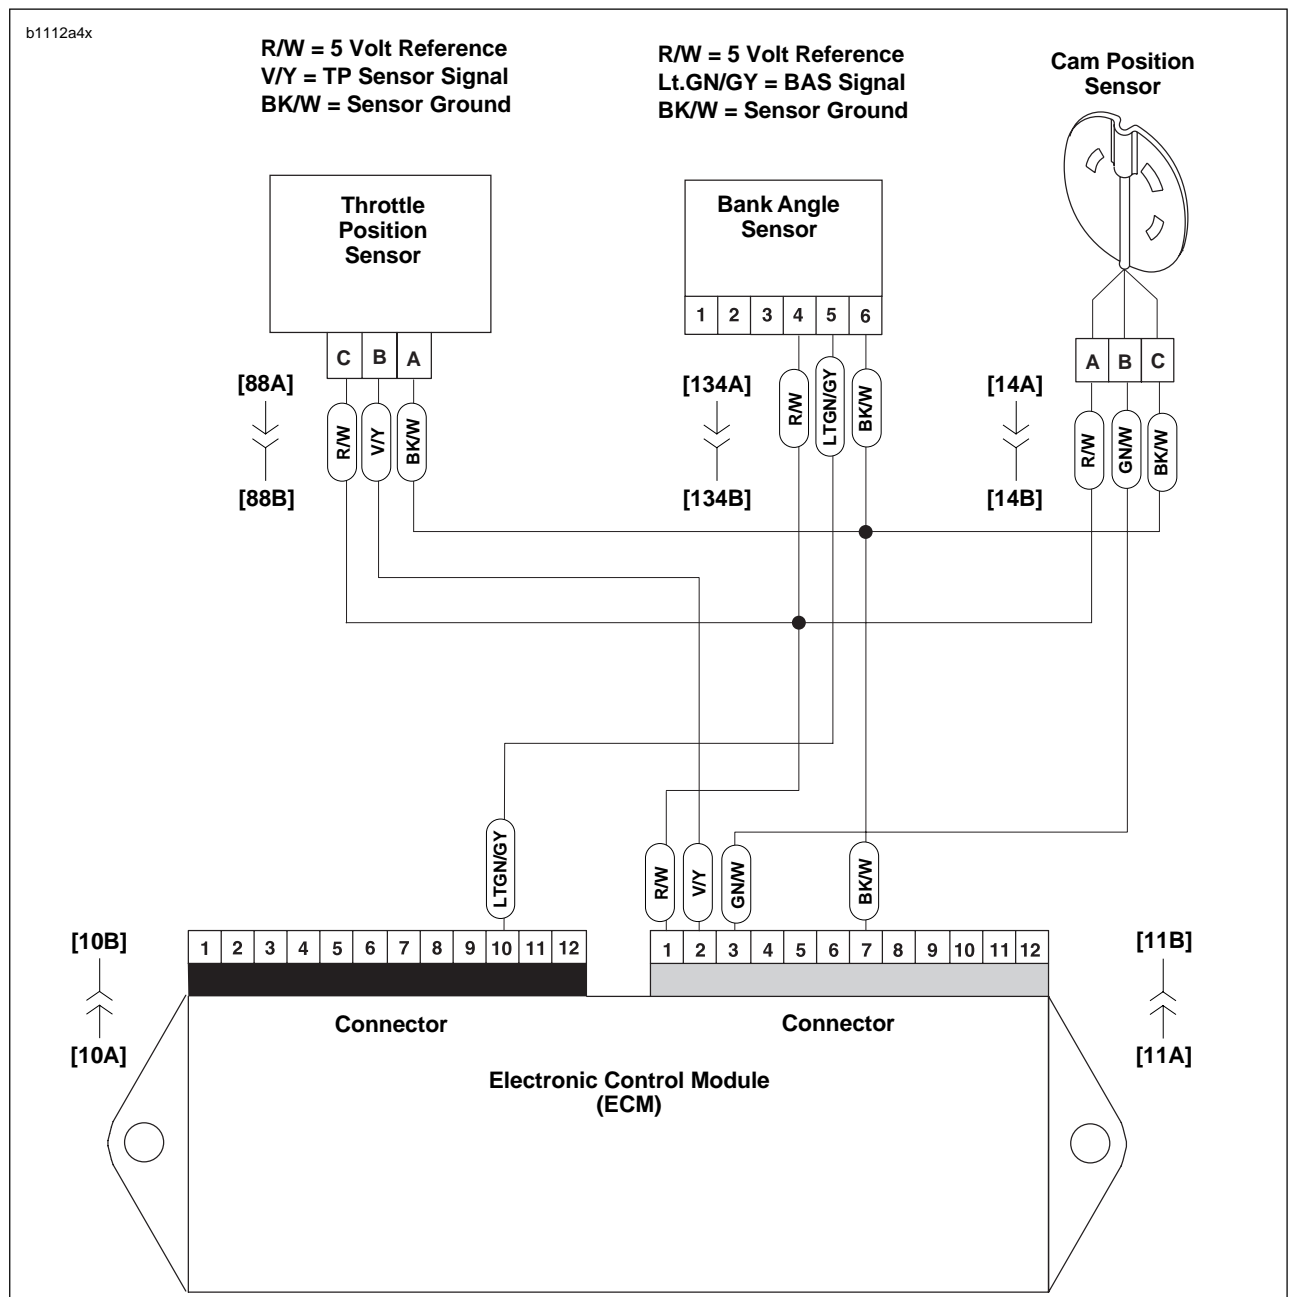 b1112a4x
R/W = 5 Volt Reference
V/Y = TP Sensor Signal
BK/W = Sensor Ground
R/W = 5 Volt Reference
Lt.GN/GY = BAS Signal
BK/W = Sensor Ground
Cam Position
Sensor
Throttle
Position
Sensor
Bank Angle
Sensor
1 2 3 4 5 6
C B A
A B C
[88A]
[88B]
R/W V/Y BK/W
[134A]
[134B]
R/W LTGN/GY BK/W
[14A]
[14B]
R/W GN/W BK/W
LTGN/GY
R/W V/Y GN/W BK/W
[10B]
[10A]
1 2 3 4 5 6 7 8 9 10 11 12
1 2 3 4 5 6 7 8 9 10 11 12
[11B]
[11A]
Connector
Connector
Electronic Control Module
(ECM)